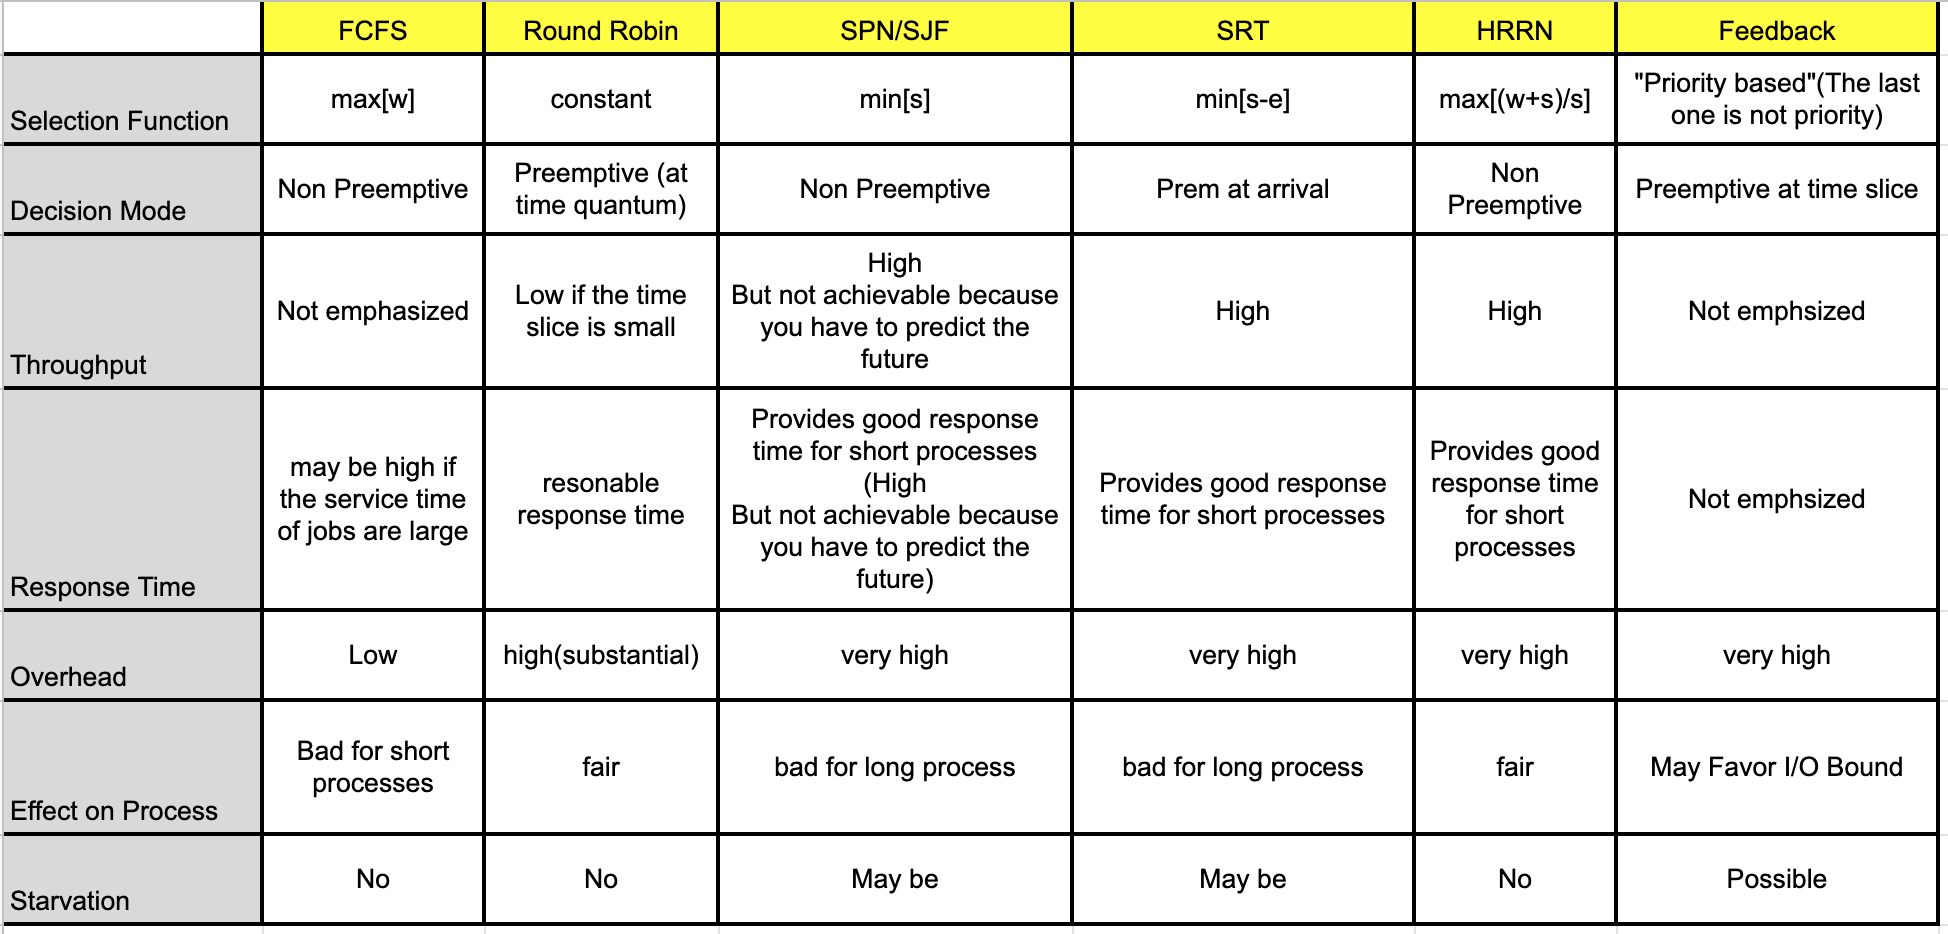 FCFS
Round Robin
SPN/SJF
SRT
HRRN
Feedback
Selection Function
max[w]
constant
min[s]
min[s-e]
max[(w+s)/s]
"Priority based"(The last
one is not priority)
Decision Mode
Non Preemptive
Preemptive (at
time quantum)
Non Preemptive
Prem at arrival
Non
Preemptive
Preemptive at time slice
Throughput
Not emphasized
Low if the time
slice is small
High
But not achievable because
you have to predict the
future
High
High
Not emphsized
Response Time
may be high if
the service time
of jobs are large
resonable
response time
Provides good response
time for short processes
(High
But not achievable because
you have to predict the
future)
Provides good response
time for short processes
Provides good
response time
for short
processes
Not emphsized
Overhead
Low
high(substantial)
very high
very high
very high
very high
Effect on Process
Bad for short
processes
fair
bad for long process
bad for long process
fair
May Favor I/O Bound
Starvation
No
No
May be
May be
No
Possible